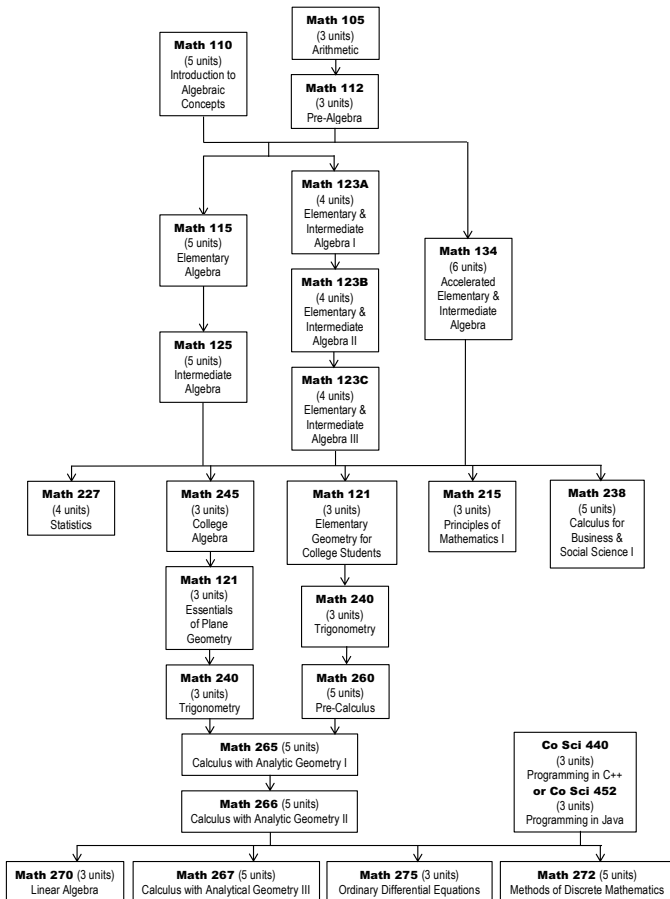 Math 105
(3 units)
Arithmetic
Math 110
(5 units)
Introduction to
Algebraic
Concepts
Math 112
(3 units)
Pre-Algebra
Math 123A
(4 units)
Elementary &
Intermediate
Algebra I
Math 115
(5 units)
Elementary
Algebra
Math 134
(6 units)
Accelerated
Elementary &
Intermediate
Algebra
Math 123B
(4 units)
Elementary &
Intermediate
Algebra II
Math 125
(5 units)
Intermediate
Algebra
Math 123C
(4 units)
Elementary &
Intermediate
Algebra III
Math 227
(4 units)
Statistics
Math 245
(3 units)
College
Algebra
Math 121
(3 units)
Elementary
Geometry for
College Students
Math 215
(3 units)
Principles of
Mathematics I
Math 238
(5 units)
Calculus for
Business &
Social Science I
Math 121
(3 units)
Essentials
of Plane
Geometry
Math 240
(3 units)
Trigonometry
Math 240
(3 units)
Trigonometry
Math 260
(5 units)
Pre-Calculus
Math 265 (5 units)
Calculus with Analytic Geometry I
Co Sci 440
(3 units)
Programming in C++
or Co Sci 452
(3 units)
Programming in Java
Math 266 (5 units)
Calculus with Analytic Geometry II
Math 270 (3 units)
Linear Algebra
Math 267 (5 units)
Calculus with Analytical Geometry III
Math 275 (3 units)
Ordinary Differential Equations
Math 272 (5 units)
Methods of Discrete Mathematics